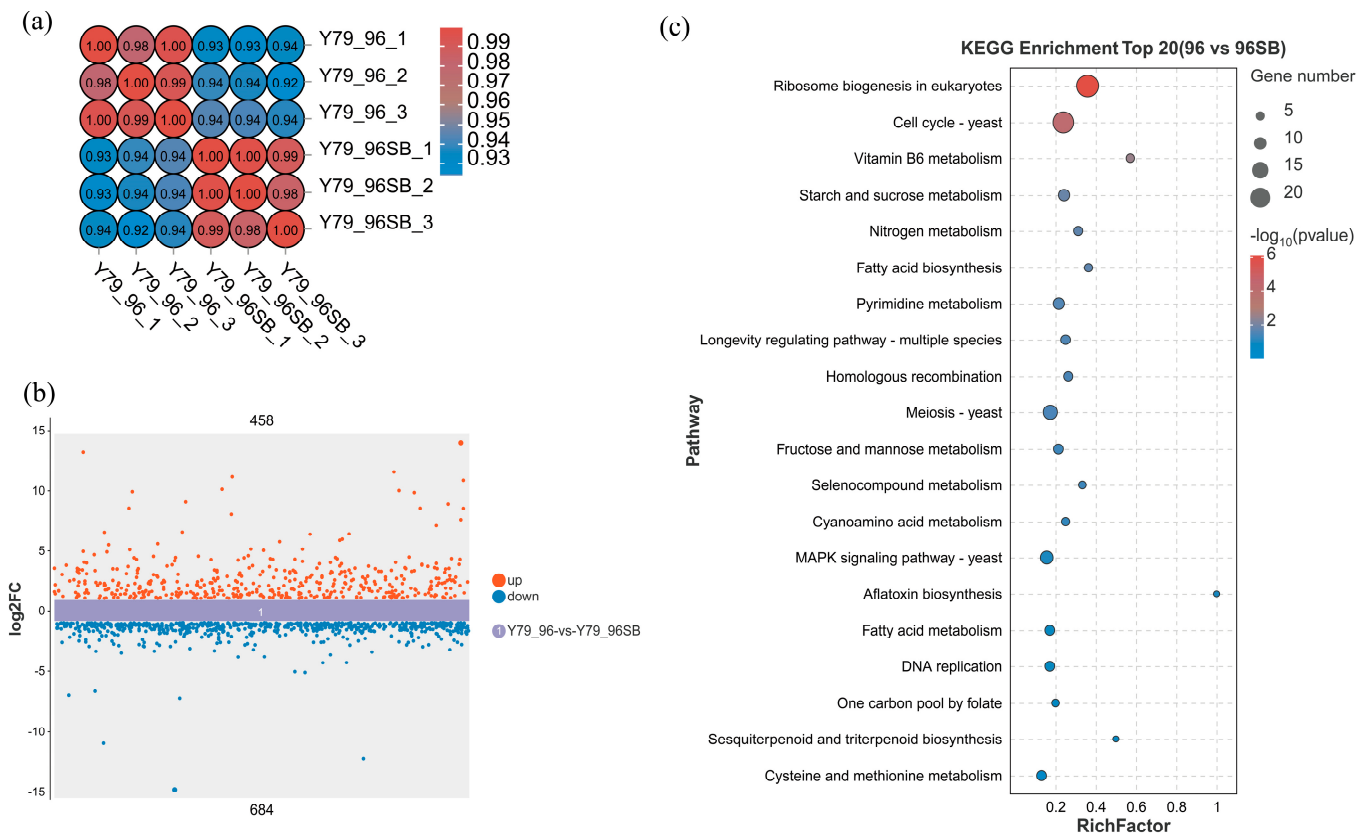 (a)
1.00 0.98 1.00 0.93 0.93 0.94 Y79_96_1
0.98 1.00 0.99 0.94 0.94 0.92 Y79_96_2
1.00 0.99 1.00 0.94 0.94 0.94 Y79_96_3
0.93 0.94 0.94 1.00 1.00 0.99 Y79_96SB_1
0.93 0.94 0.94 1.00 1.00 0.98 Y79_96SB_2
0.94 0.92 0.94 0.99 0.98 1.00 Y79_96SB_3
Y79_96_1
Y79_96_2
Y79_96_3
Y79_96SB_1
Y79_96SB_2
Y79_96SB_3
0.99
0.98
0.97
0.96
0.95
0.94
0.93
(b)
458
15
10
5
0
-5
-10
-15
log2FC
1
684
up
down
1 Y79_96-vs-Y79_96SB
(c)
KEGG Enrichment Top 20(96 vs 96SB)
Pathway
Ribosome biogenesis in eukaryotes
Cell cycle - yeast
Vitamin B6 metabolism
Starch and sucrose metabolism
Nitrogen metabolism
Fatty acid biosynthesis
Pyrimidine metabolism
Longevity regulating pathway - multiple species
Homologous recombination
Meiosis - yeast
Fructose and mannose metabolism
Selenocompound metabolism
Cyanoamino acid metabolism
MAPK signaling pathway - yeast
Aflatoxin biosynthesis
Fatty acid metabolism
DNA replication
One carbon pool by folate
Sesquiterpenoid and triterpenoid biosynthesis
Cysteine and methionine metabolism
0.2 0.4 0.6 0.8 1
RichFactor
Gene number
5
10
15
20
-log10(pvalue)
6
4
2